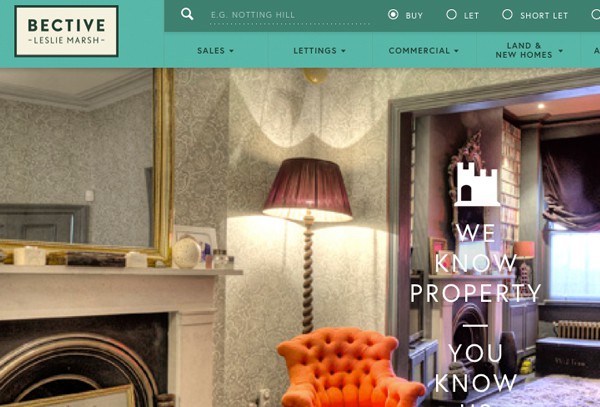 BECTIVE
-LESLIE MARSH-
E.G. NOTTING HILL
BUY
LET
SHORT LET
SALES
LETTINGS
COMMERCIAL
LAND &
NEW HOMES
A
WE
KNOW
PROPERTY
YOU
KNOW